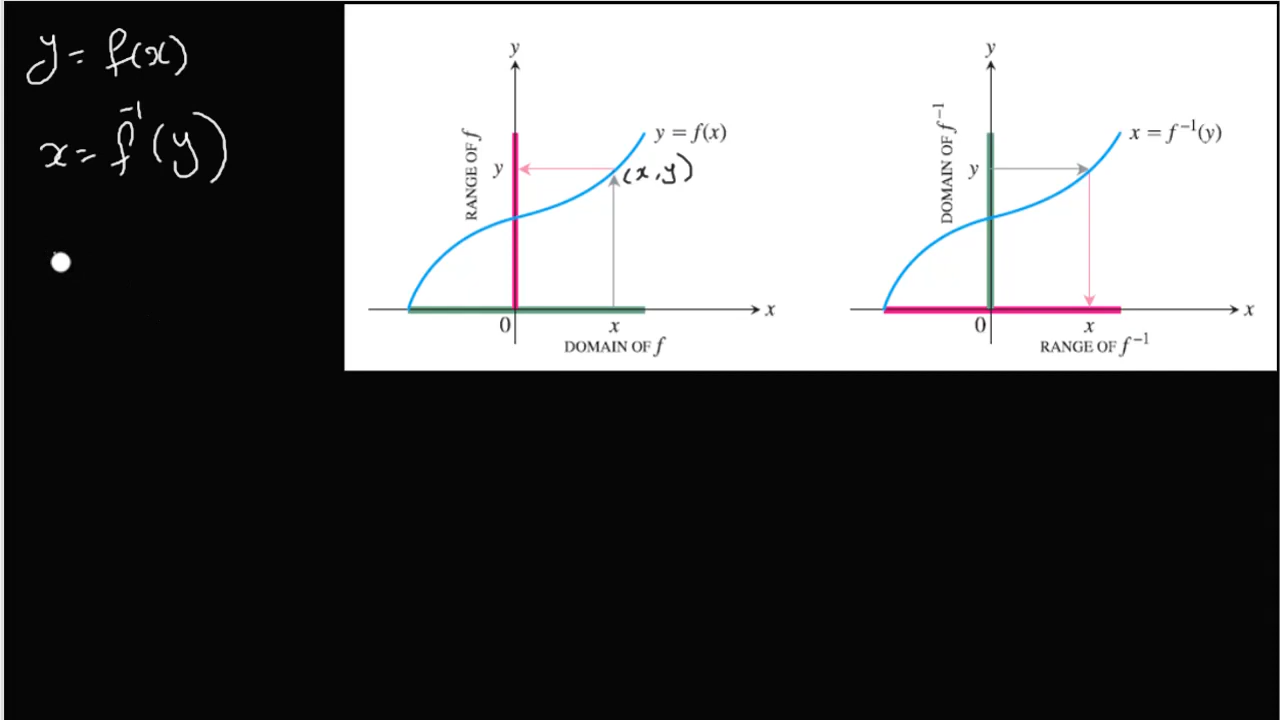 y = f(x)
x = f⁻¹(y)
y
RANGE OF f
y = f(x)
(x, y)
y
0
x
x
DOMAIN OF f
y
DOMAIN OF f⁻¹
x = f⁻¹(y)
y
0
x
x
RANGE OF f⁻¹